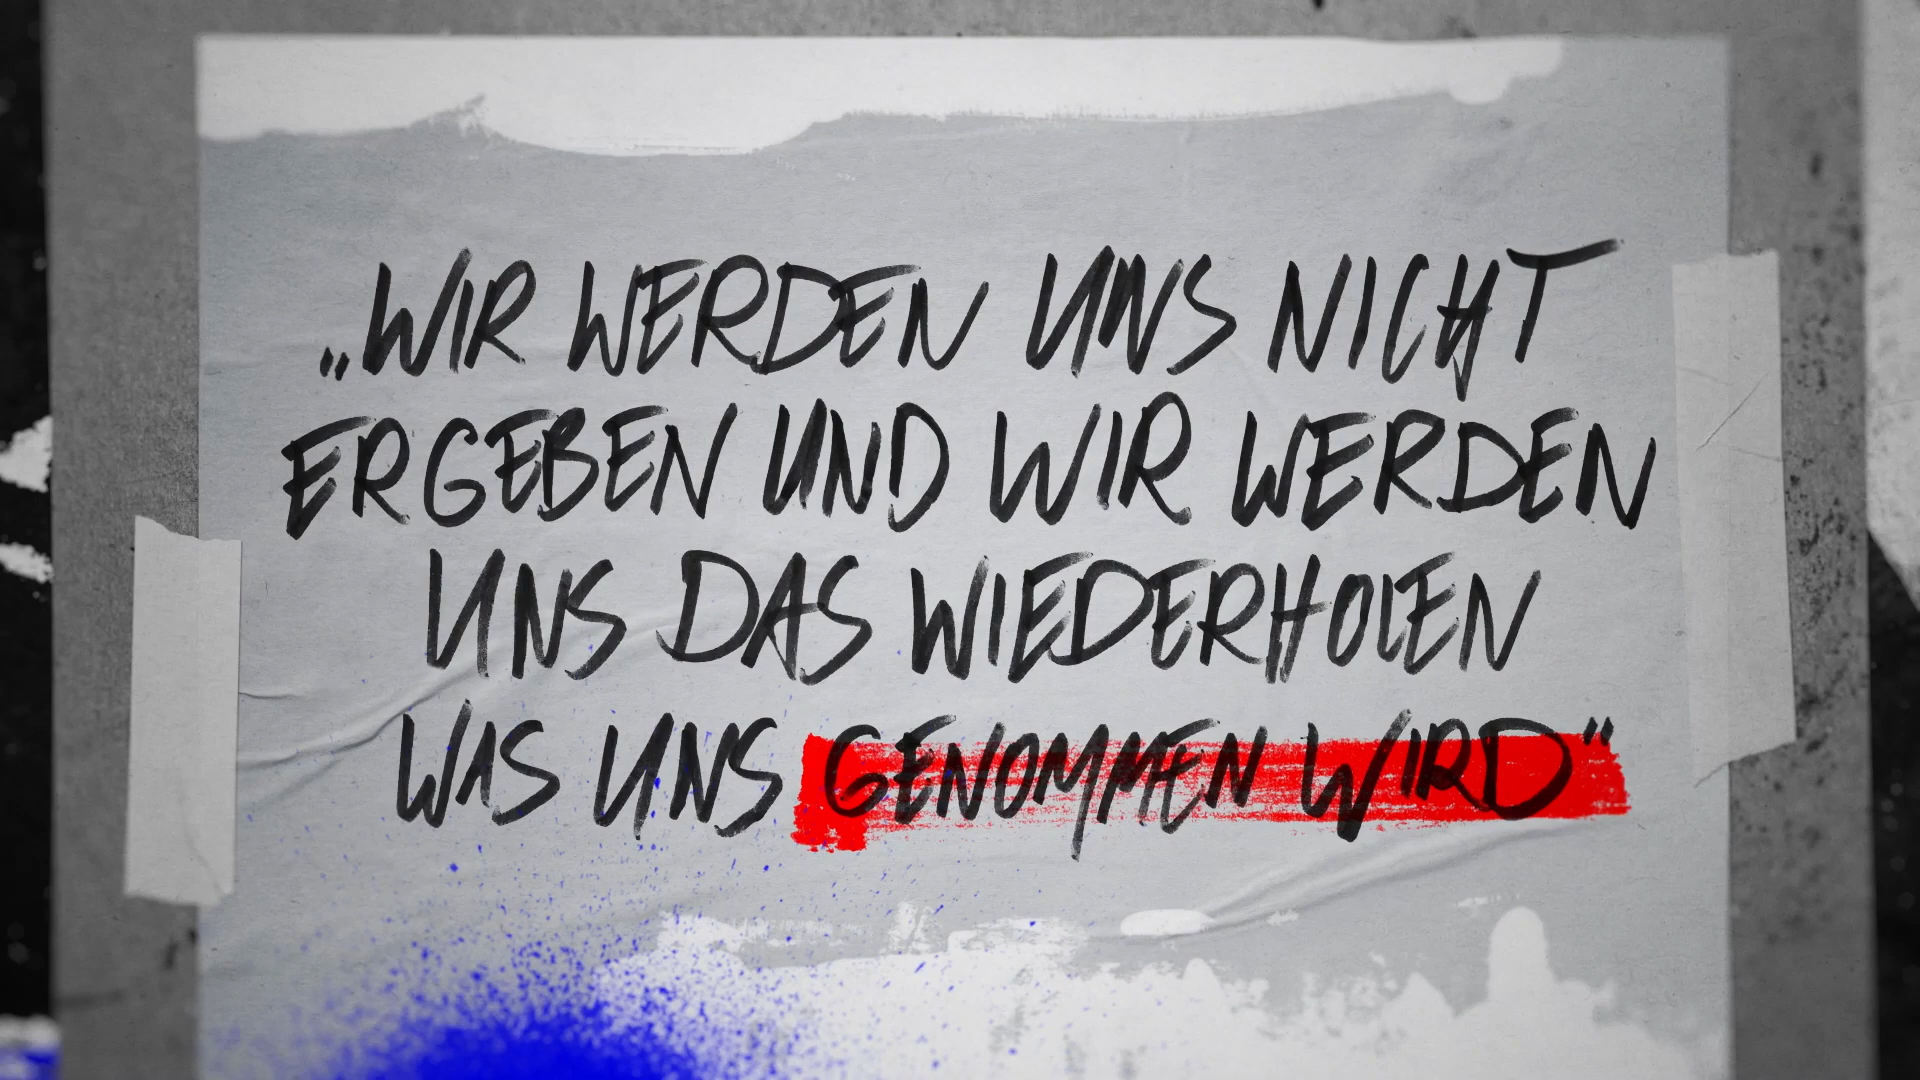 „WIR WERDEN UNS NICHT
ERGEBEN UND WIR WERDEN
UNS DAS WIEDERHOLEN
WAS UNS GENOMMEN WIRD“